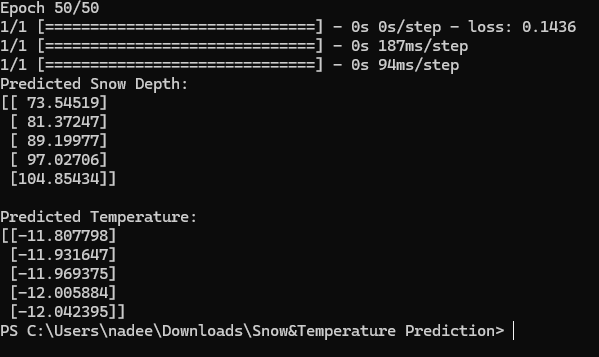 Epoch 50/50
1/1 [==============================] - 0s 0s/step - loss: 0.1436
1/1 [==============================] - 0s 187ms/step
1/1 [==============================] - 0s 94ms/step
Predicted Snow Depth:
[[ 73.54519]
 [ 81.37247]
 [ 89.19977]
 [ 97.02706]
 [104.85434]]

Predicted Temperature:
[[-11.807798]
 [-11.931647]
 [-11.969375]
 [-12.005884]
 [-12.042395]]
PS C:\Users\nadee\Downloads\Snow&Temperature Prediction>